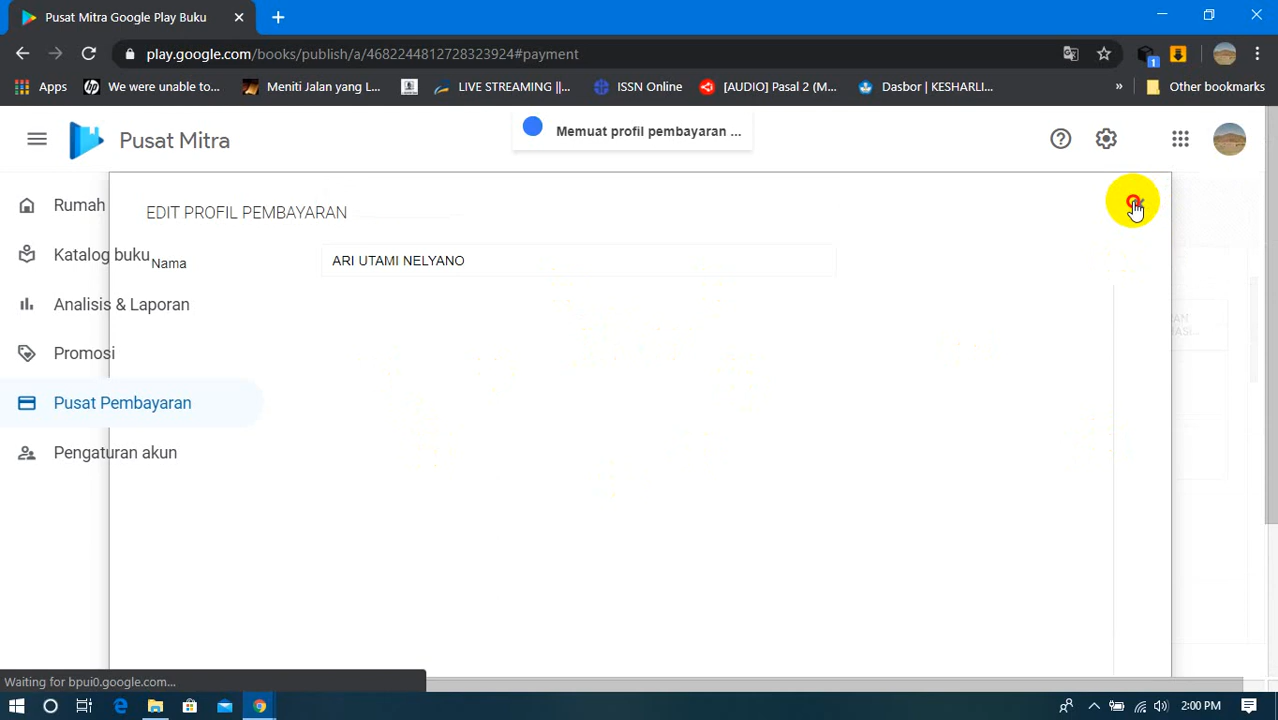 Pusat Mitra Google Play Buku
play.google.com/books/publish/a/4682244812728323924#payment
Apps
We were unable to...
Meniti Jalan yang L...
LIVE STREAMING ||...
ISSN Online
[AUDIO] Pasal 2 (M...
Dasbor | KESHARLI...
»
Other bookmarks
1
Pusat Mitra
Memuat profil pembayaran ...
Rumah
EDIT PROFIL PEMBAYARAN
Katalog buku
Nama
ARI UTAMI NELYANO
Analisis & Laporan
Promosi
Pusat Pembayaran
Pengaturan akun
Waiting for bpui0.google.com...
2:00 PM